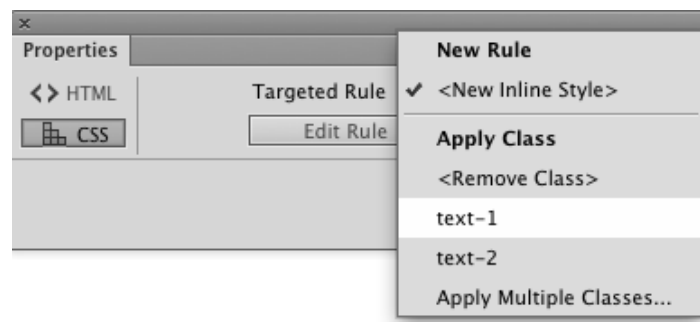 Properties
<> HTML
CSS
Targeted Rule
Edit Rule
New Rule
✓ <New Inline Style>
Apply Class
<Remove Class>
text-1
text-2
Apply Multiple Classes...